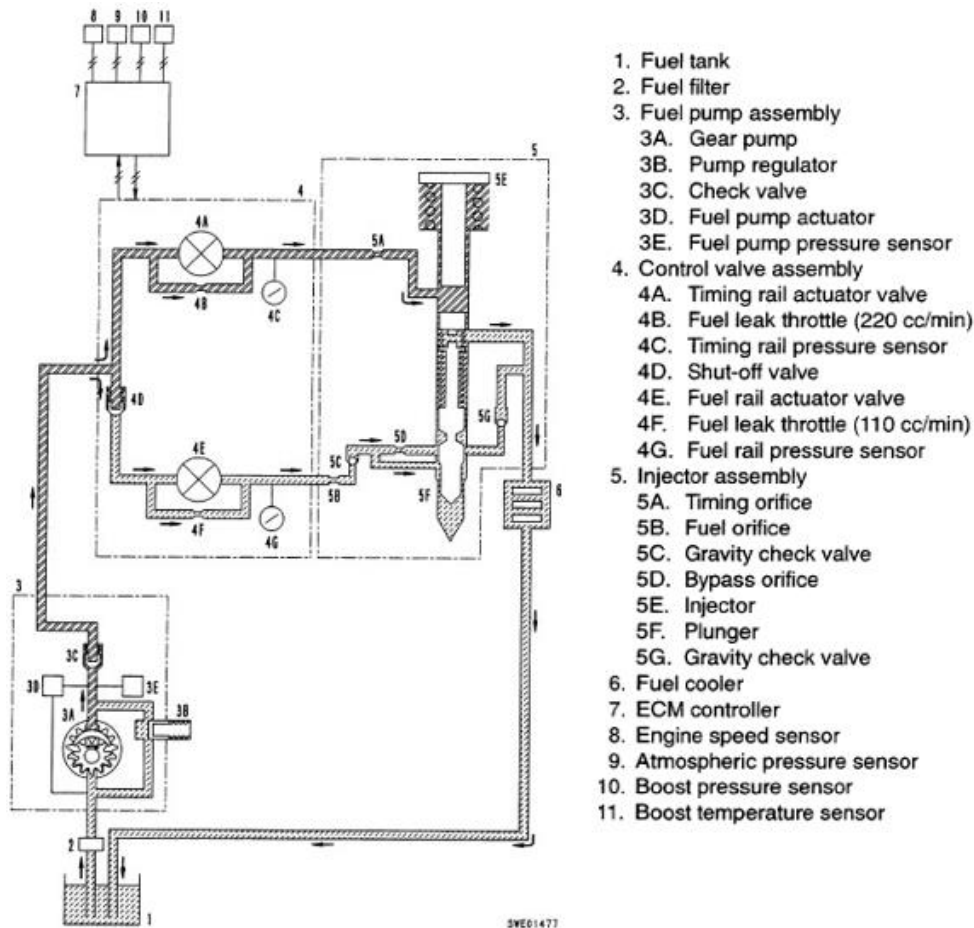 8 9 10 11
7
5
5E
4
4A
5A
4B
4C
4D
5G
5D
4E
5C
5B
5F
6
4F
4G
3
3C
3D
3E
3A
3B
2
1
SWE01477
1. Fuel tank
2. Fuel filter
3. Fuel pump assembly
3A. Gear pump
3B. Pump regulator
3C. Check valve
3D. Fuel pump actuator
3E. Fuel pump pressure sensor
4. Control valve assembly
4A. Timing rail actuator valve
4B. Fuel leak throttle (220 cc/min)
4C. Timing rail pressure sensor
4D. Shut-off valve
4E. Fuel rail actuator valve
4F. Fuel leak throttle (110 cc/min)
4G. Fuel rail pressure sensor
5. Injector assembly
5A. Timing orifice
5B. Fuel orifice
5C. Gravity check valve
5D. Bypass orifice
5E. Injector
5F. Plunger
5G. Gravity check valve
6. Fuel cooler
7. ECM controller
8. Engine speed sensor
9. Atmospheric pressure sensor
10. Boost pressure sensor
11. Boost temperature sensor